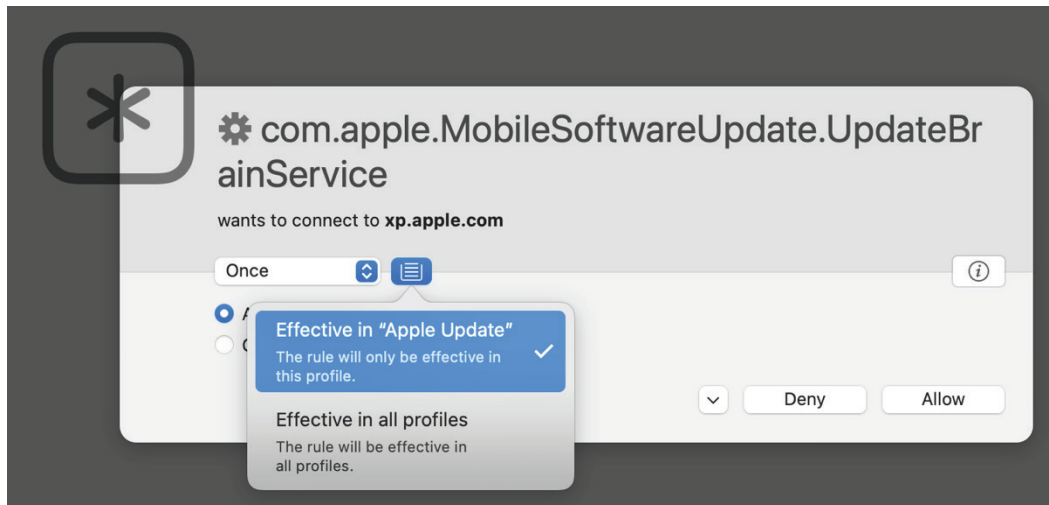 com.apple.MobileSoftwareUpdate.UpdateBr
ainService
wants to connect to xp.apple.com
Once
Effective in “Apple Update”
The rule will only be effective in
this profile.
Effective in all profiles
The rule will be effective in
all profiles.
Deny
Allow